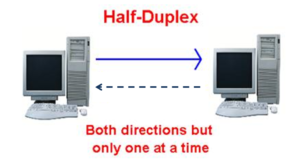 Half-Duplex
Both directions but
only one at a time